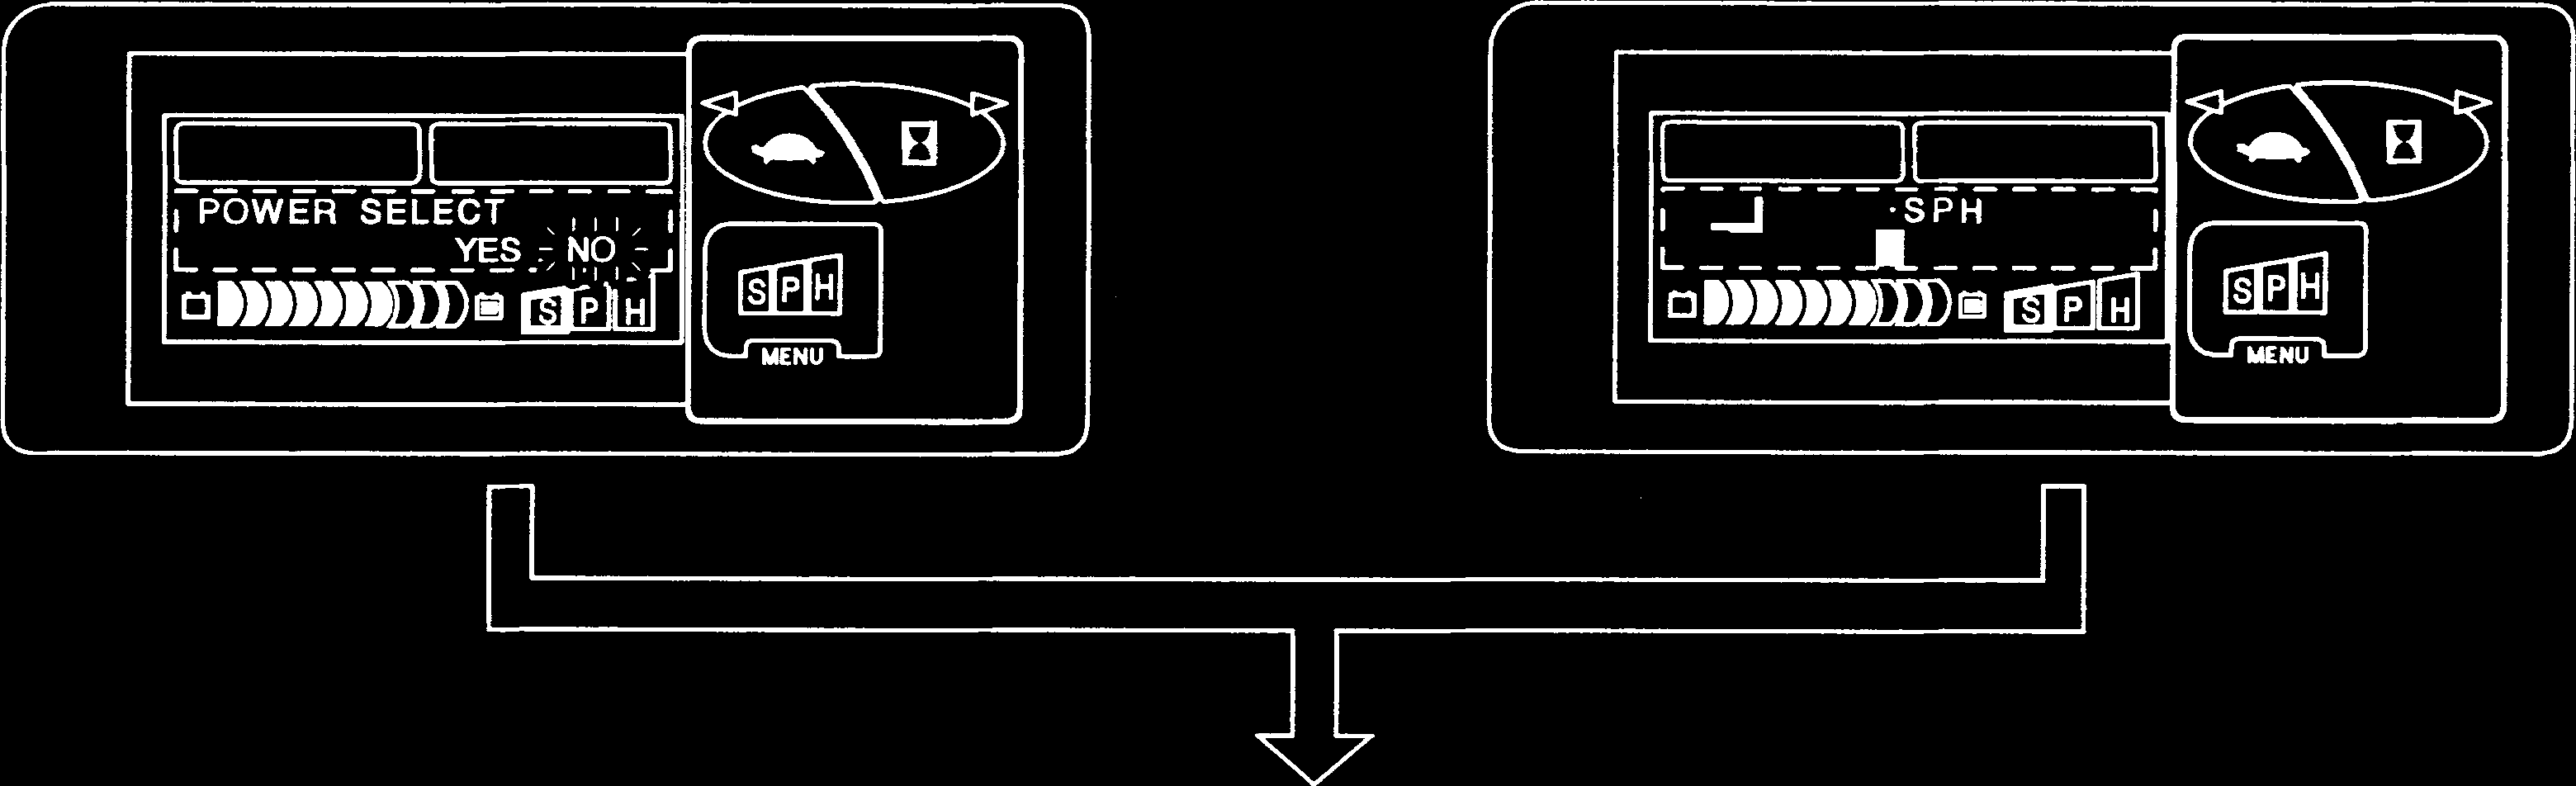 POWER SELECT
YES NO
S P H
S P H
MENU
·SPH
S P H
S P H
MENU